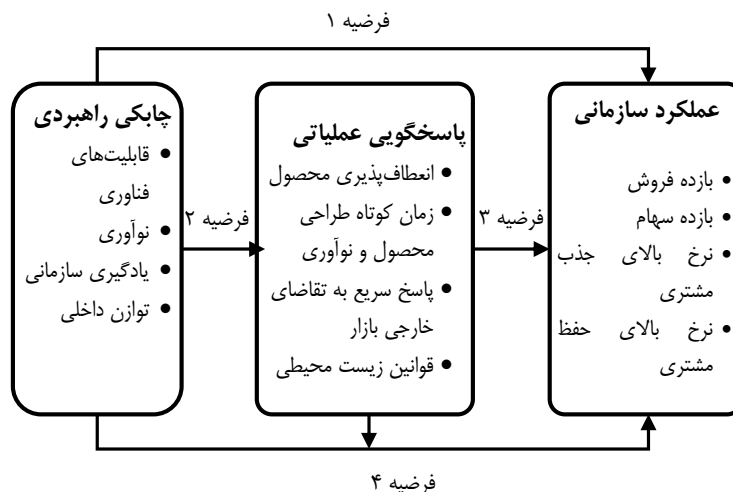 فرضیه ۱
چابکی راهبردی
• قابلیت‌های
فناوری
• نوآوری
• یادگیری سازمانی
• توازن داخلی
فرضیه ۲
پاسخگویی عملیاتی
• انعطاف‌پذیری محصول
• زمان کوتاه طراحی
محصول و نوآوری
• پاسخ سریع به تقاضای
خارجی بازار
• قوانین زیست محیطی
فرضیه ۳
عملکرد سازمانی
• بازده فروش
• بازده سهام
• نرخ بالای جذب
مشتری
• نرخ بالای حفظ
مشتری
فرضیه ۴